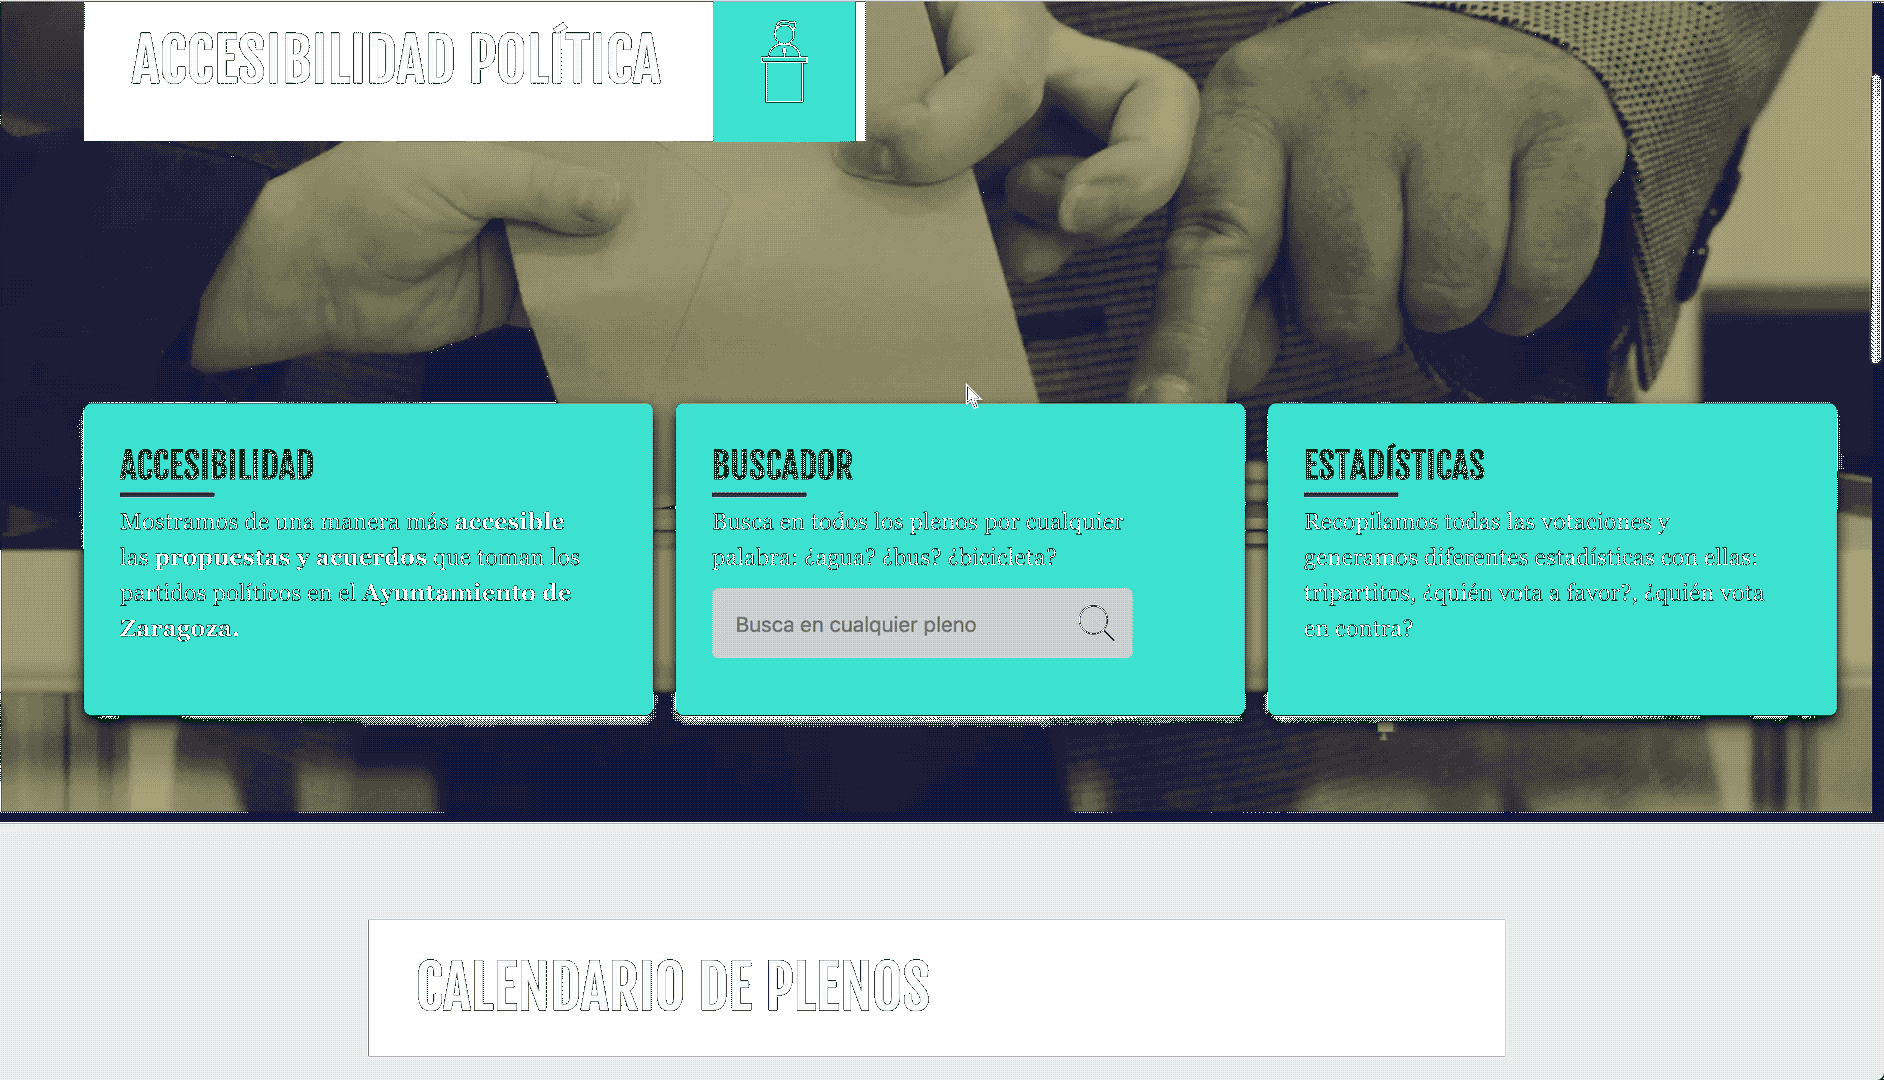 ACCESIBILIDAD POLÍTICA
ACCESIBILIDAD
Mostramos de una manera más accesible
las propuestas y acuerdos que toman los
partidos políticos en el Ayuntamiento de
Zaragoza.
BUSCADOR
Busca en todos los plenos por cualquier
palabra: ¿agua? ¿bus? ¿bicicleta?
Busca en cualquier pleno
ESTADÍSTICAS
Recopilamos todas las votaciones y
generamos diferentes estadísticas con ellas:
tripartitos, ¿quién vota a favor?, ¿quién vota
en contra?
CALENDARIO DE PLENOS